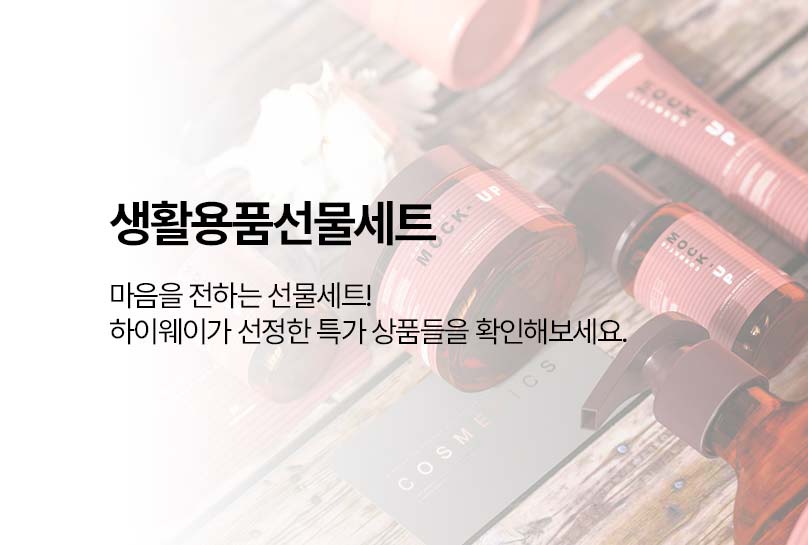 생활용품선물세트
마음을 전하는 선물세트!
하이웨이가 선정한 특가 상품들을 확인해보세요.
MOCK-UP
MOCK-UP
MOCK-UP
COSMETICS